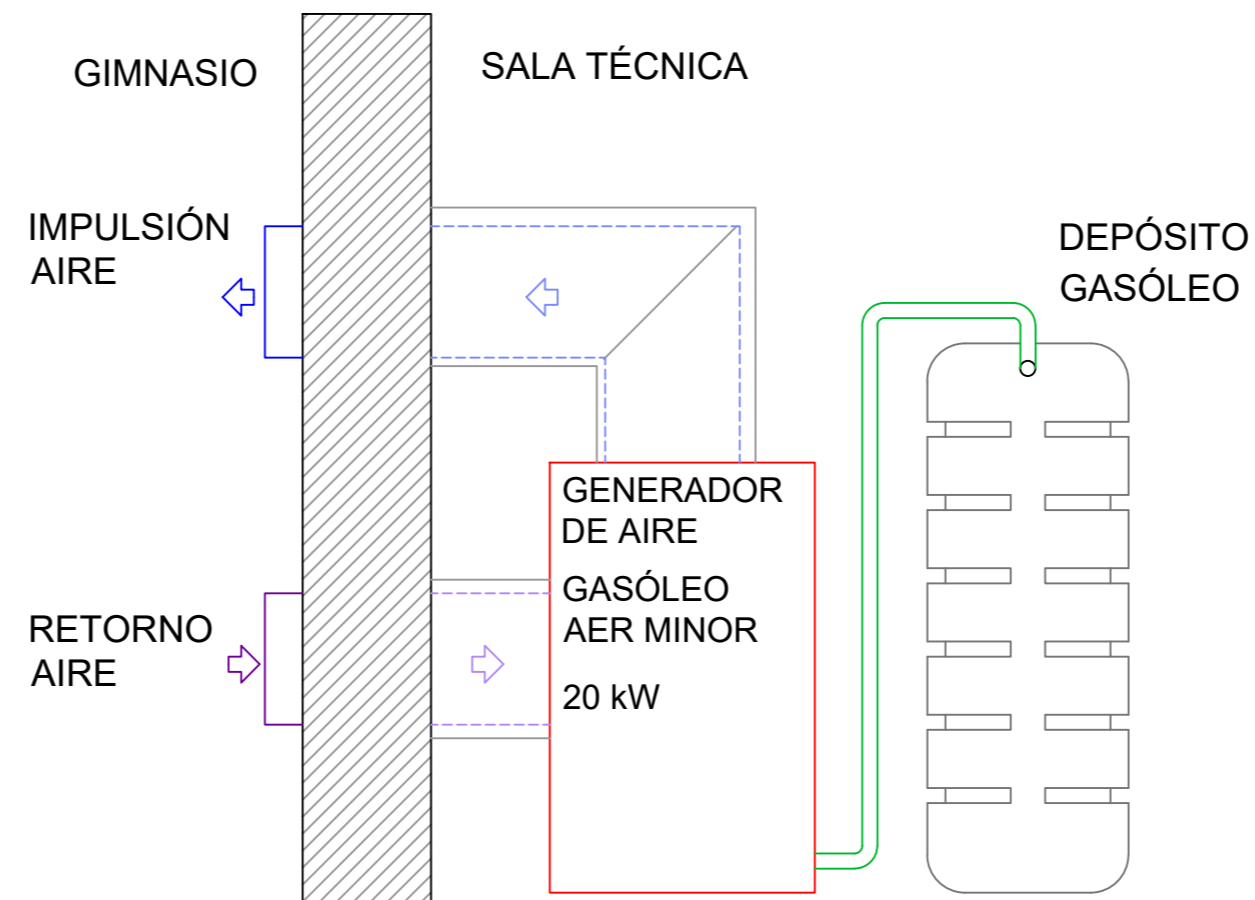 GIMNASIO
SALA TÉCNICA
IMPULSIÓN
AIRE
DEPÓSITO
GASÓLEO
GENERADOR
DE AIRE
GASÓLEO
AER MINOR
20 kW
RETORNO
AIRE